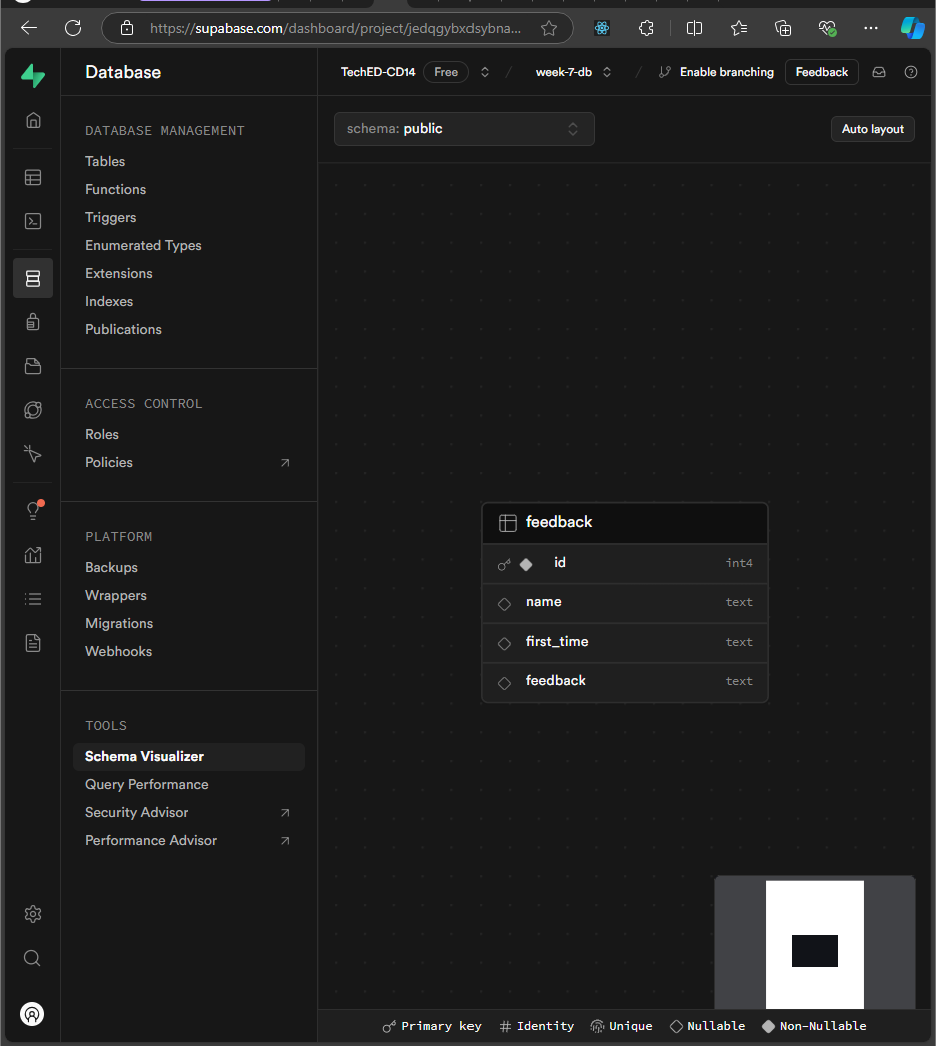 https://supabase.com/dashboard/project/jedqgybxdsybna...
Database
TechED-CD14 Free / week-7-db / Enable branching Feedback
schema: public
Auto layout
DATABASE MANAGEMENT
Tables
Functions
Triggers
Enumerated Types
Extensions
Indexes
Publications
ACCESS CONTROL
Roles
Policies
PLATFORM
Backups
Wrappers
Migrations
Webhooks
TOOLS
Schema Visualizer
Query Performance
Security Advisor
Performance Advisor
feedback
id int4
name text
first_time text
feedback text
Primary key Identity Unique Nullable Non-Nullable